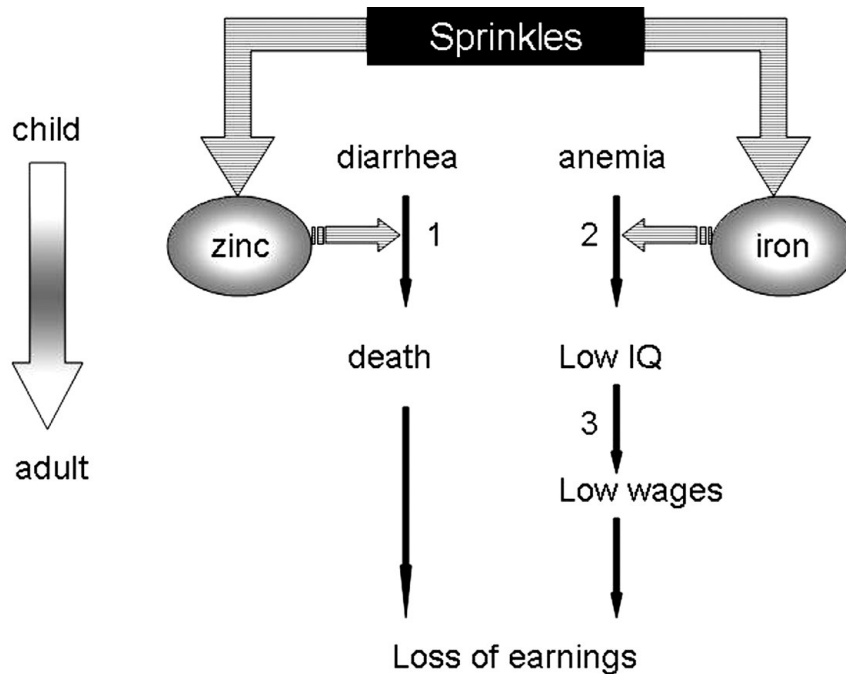 Sprinkles
child
diarrhea
anemia
zinc
1
2
iron
death
Low IQ
3
adult
Low wages
Loss of earnings